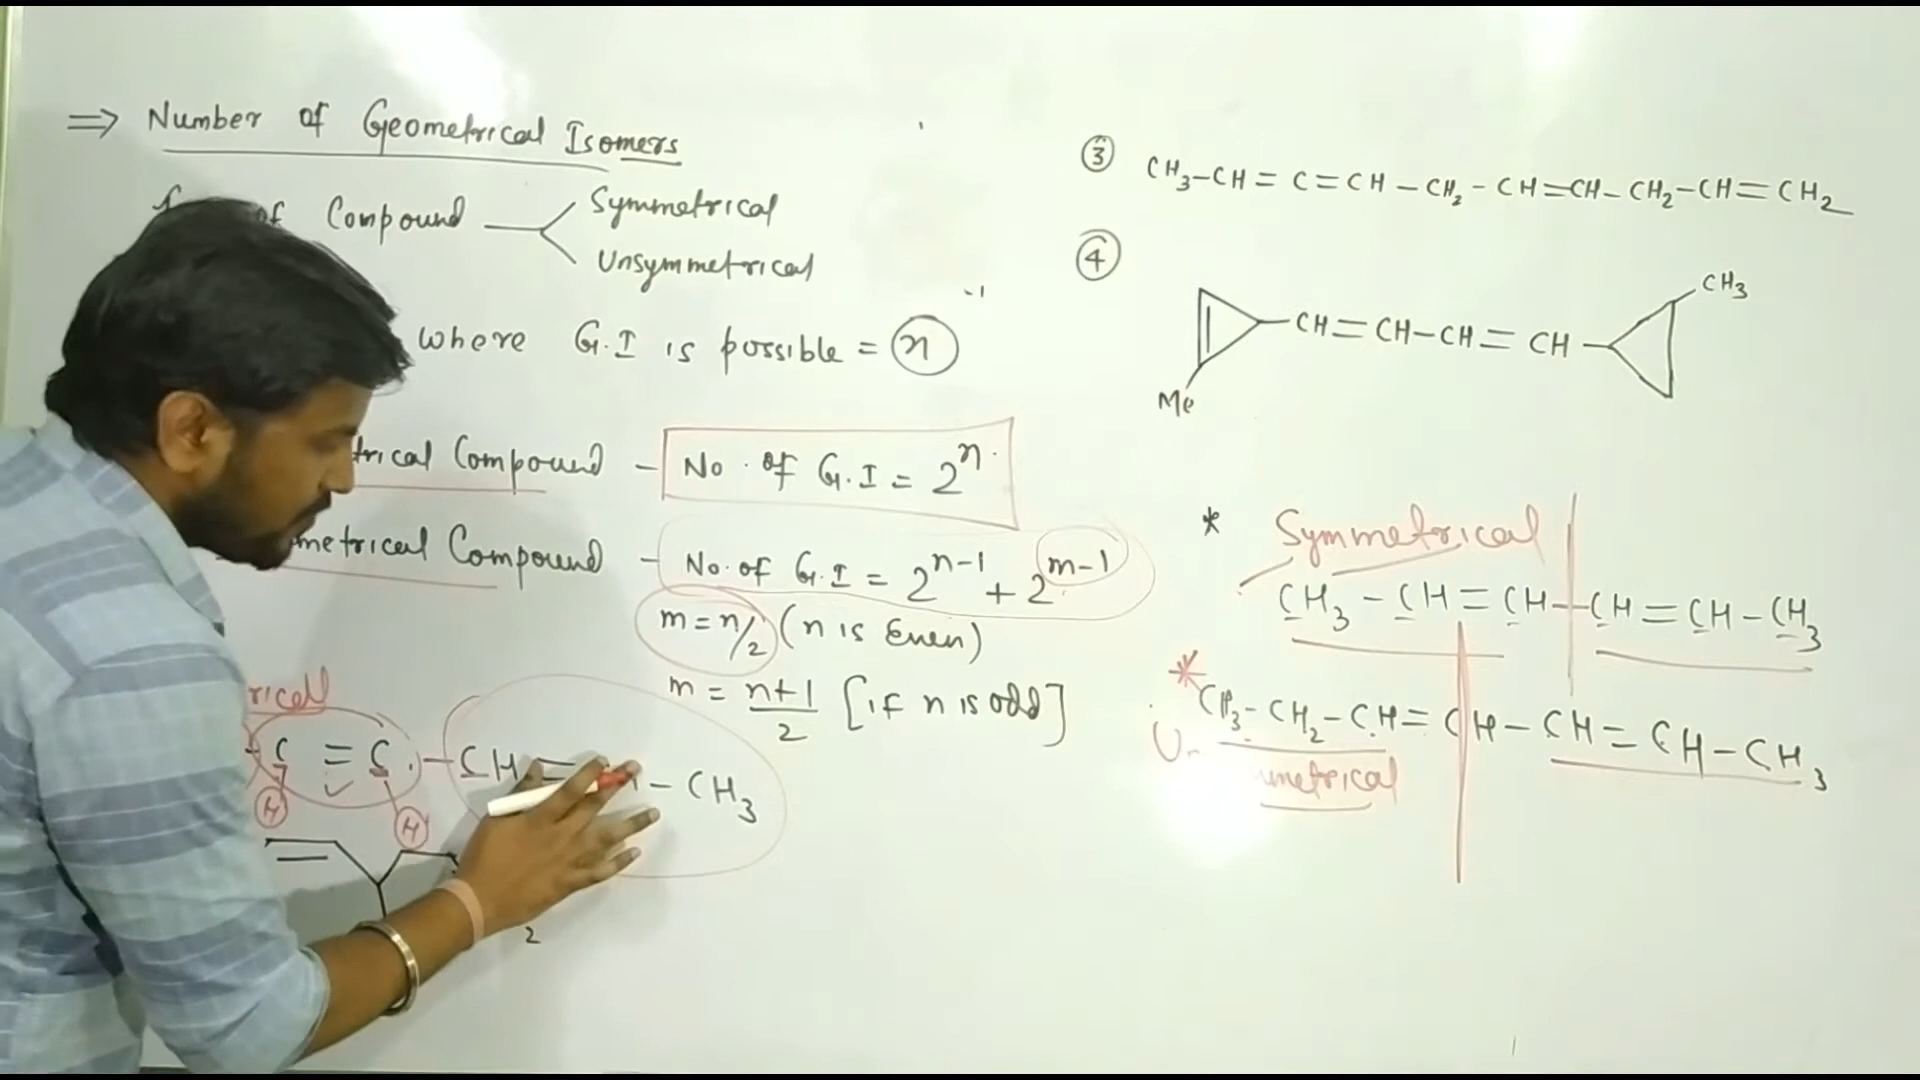 ⇒ Number of Geometrical Isomers
of Compound
Symmetrical
Unsymmetrical
where G.I is possible = n
-1
trical Compound - No. of G.I = 2^n
metrical Compound - No. of G.I = 2^(n-1) + 2^(m-1)
m = n/2 (n is Even)
m = n+1/2 [if n is odd]
rical
C = C - CH = - CH3
H H
2
③ CH3-CH=C=CH-CH2-CH=CH-CH2-CH=CH2
④
CH3
-CH=CH-CH=CH-
Me
* Symmetrical
CH3-CH=CH-CH=CH-CH3
* CH3-CH2-CH=CH-CH=CH-CH3
Un metrical